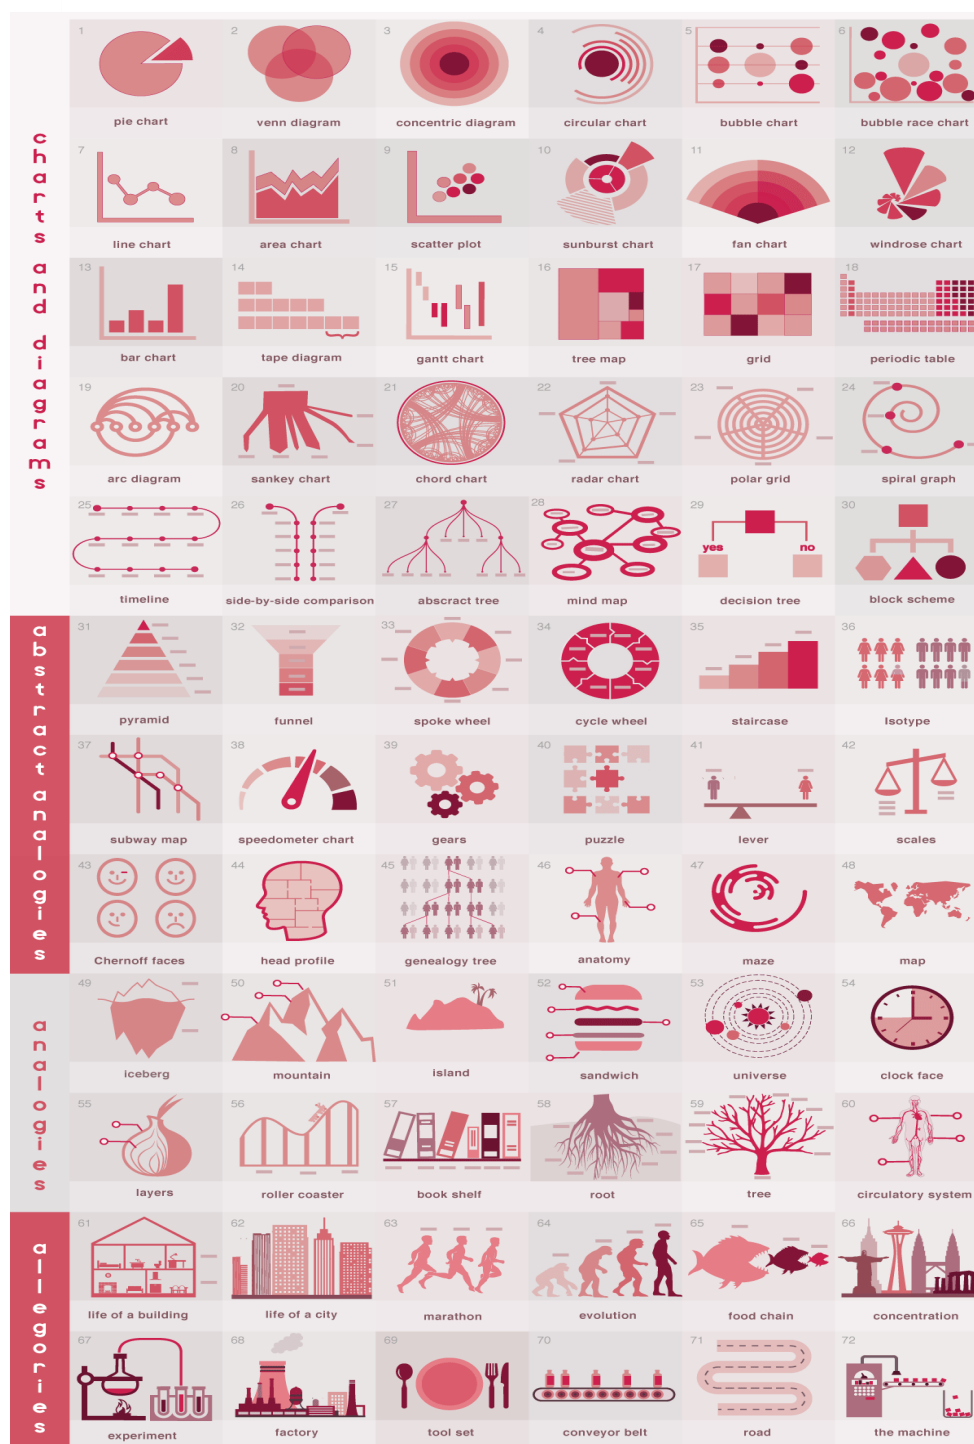 charts and diagrams
1
2
3
4
5
6
pie chart
venn diagram
concentric diagram
circular chart
bubble chart
bubble race chart
7
8
9
10
11
12
line chart
area chart
scatter plot
sunburst chart
fan chart
windrose chart
13
14
15
16
17
18
bar chart
tape diagram
gantt chart
tree map
grid
periodic table
19
20
21
22
23
24
arc diagram
sankey chart
chord chart
radar chart
polar grid
spiral graph
25
26
27
28
29
30
yes
no
timeline
side-by-side comparison
abscract tree
mind map
decision tree
block scheme
abstract analogies
31
32
33
34
35
36
pyramid
funnel
spoke wheel
cycle wheel
staircase
Isotype
37
38
39
40
41
42
subway map
speedometer chart
gears
puzzle
lever
scales
43
44
45
46
47
48
Chernoff faces
head profile
genealogy tree
anatomy
maze
map
analogies
49
50
51
52
53
54
iceberg
mountain
island
sandwich
universe
clock face
55
56
57
58
59
60
layers
roller coaster
book shelf
root
tree
circulatory system
allegories
61
62
63
64
65
66
life of a building
life of a city
marathon
evolution
food chain
concentration
67
68
69
70
71
72
experiment
factory
tool set
conveyor belt
road
the machine